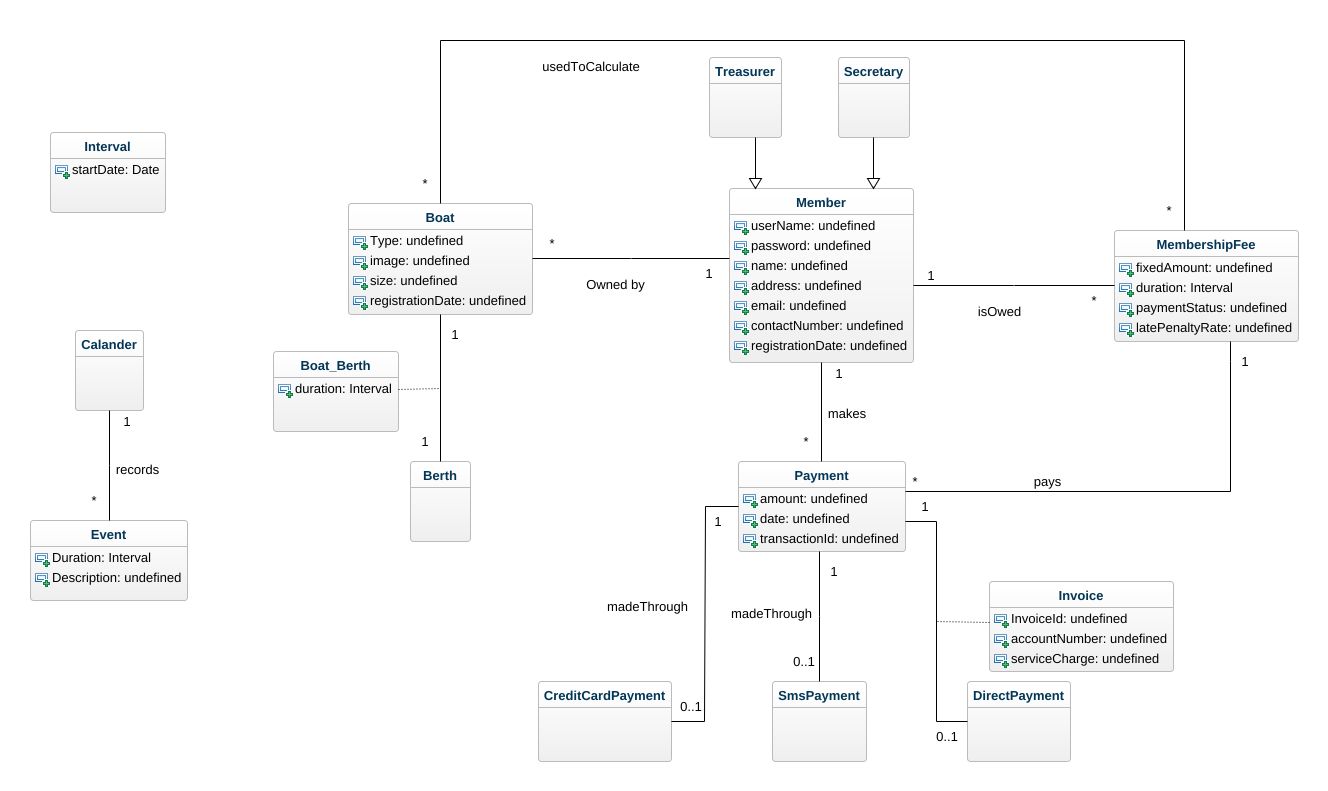 usedToCalculate
Treasurer
Secretary
Interval
startDate: Date
*
Boat
Type: undefined
image: undefined
size: undefined
registrationDate: undefined
*
Owned by
1
Member
userName: undefined
password: undefined
name: undefined
address: undefined
email: undefined
contactNumber: undefined
registrationDate: undefined
1
isOwed
*
*
MembershipFee
fixedAmount: undefined
duration: Interval
paymentStatus: undefined
latePenaltyRate: undefined
1
Calander
1
records
*
Event
Duration: Interval
Description: undefined
1
Boat_Berth
duration: Interval
1
Berth
1
makes
*
Payment
amount: undefined
date: undefined
transactionId: undefined
*
pays
1
1
madeThrough
0..1
CreditCardPayment
1
madeThrough
0..1
SmsPayment
Invoice
InvoiceId: undefined
accountNumber: undefined
serviceCharge: undefined
0..1
DirectPayment